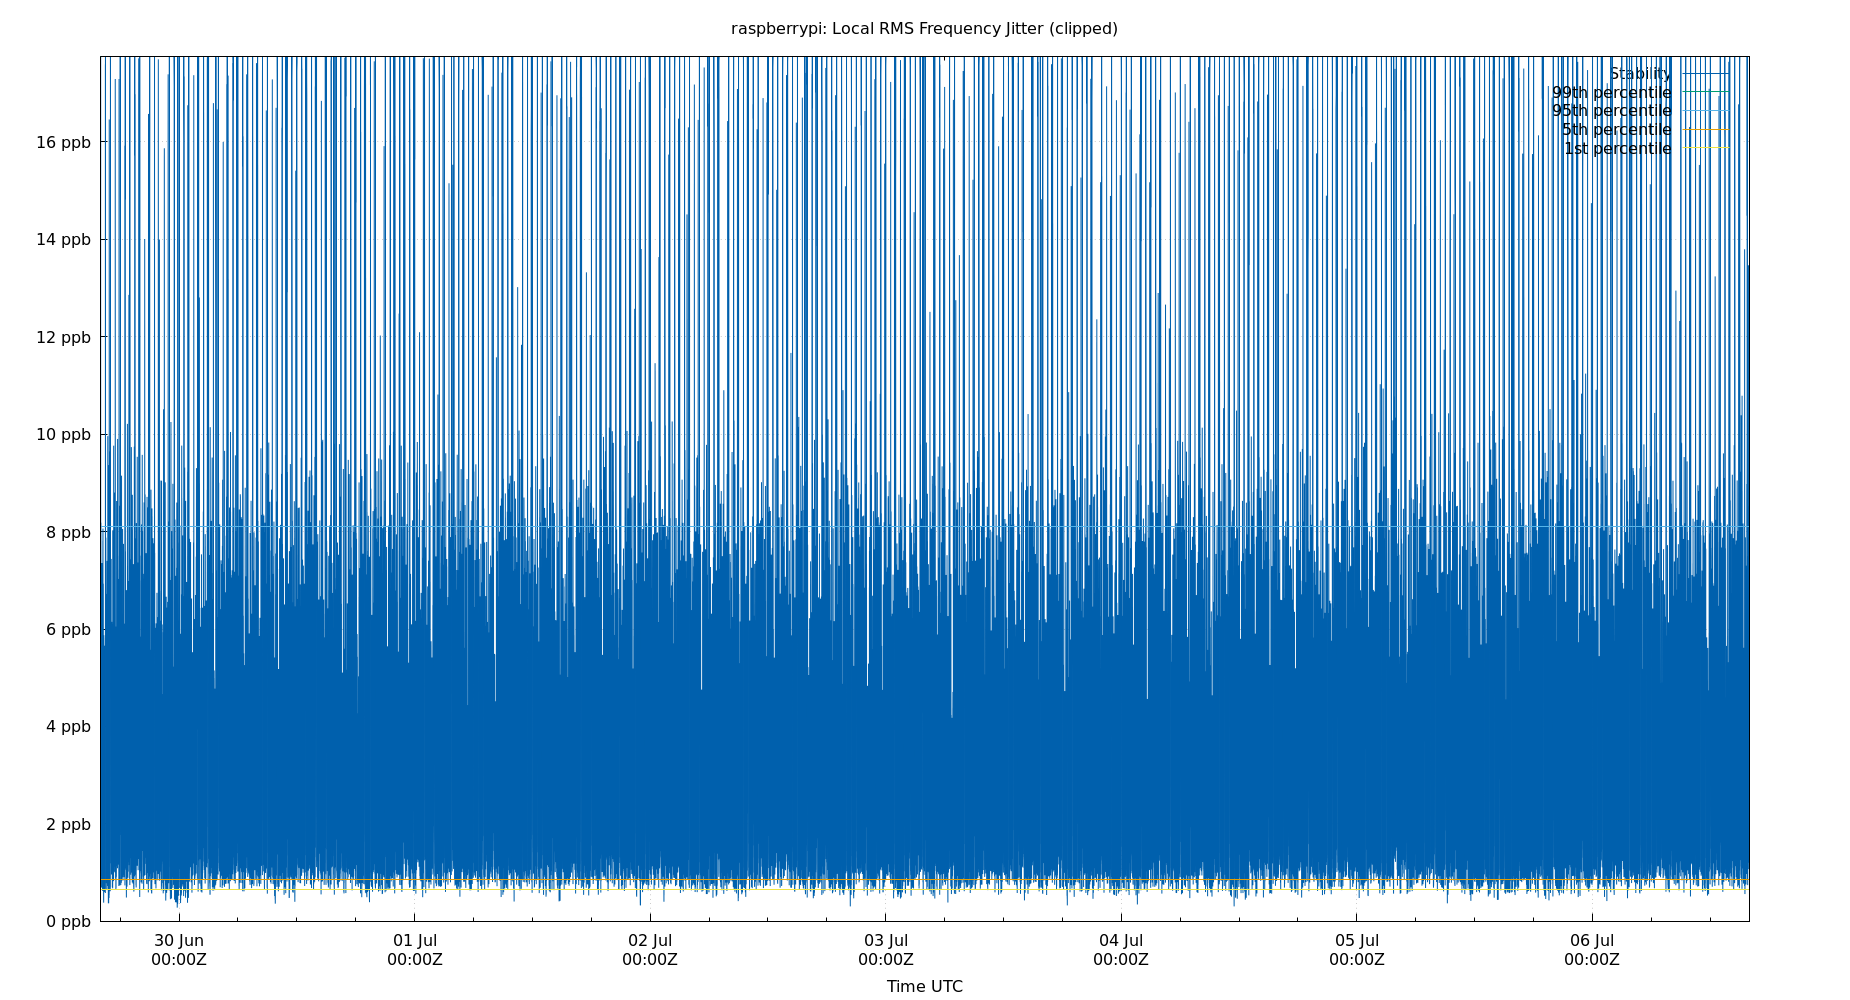 raspberrypi: Local RMS Frequency Jitter (clipped)
Stability
99th percentile
95th percentile
5th percentile
1st percentile
16 ppb
14 ppb
12 ppb
10 ppb
8 ppb
6 ppb
4 ppb
2 ppb
0 ppb
30 Jun 01 Jul 02 Jul 03 Jul 04 Jul 05 Jul 06 Jul
00:00Z 00:00Z 00:00Z 00:00Z 00:00Z 00:00Z 00:00Z
Time UTC